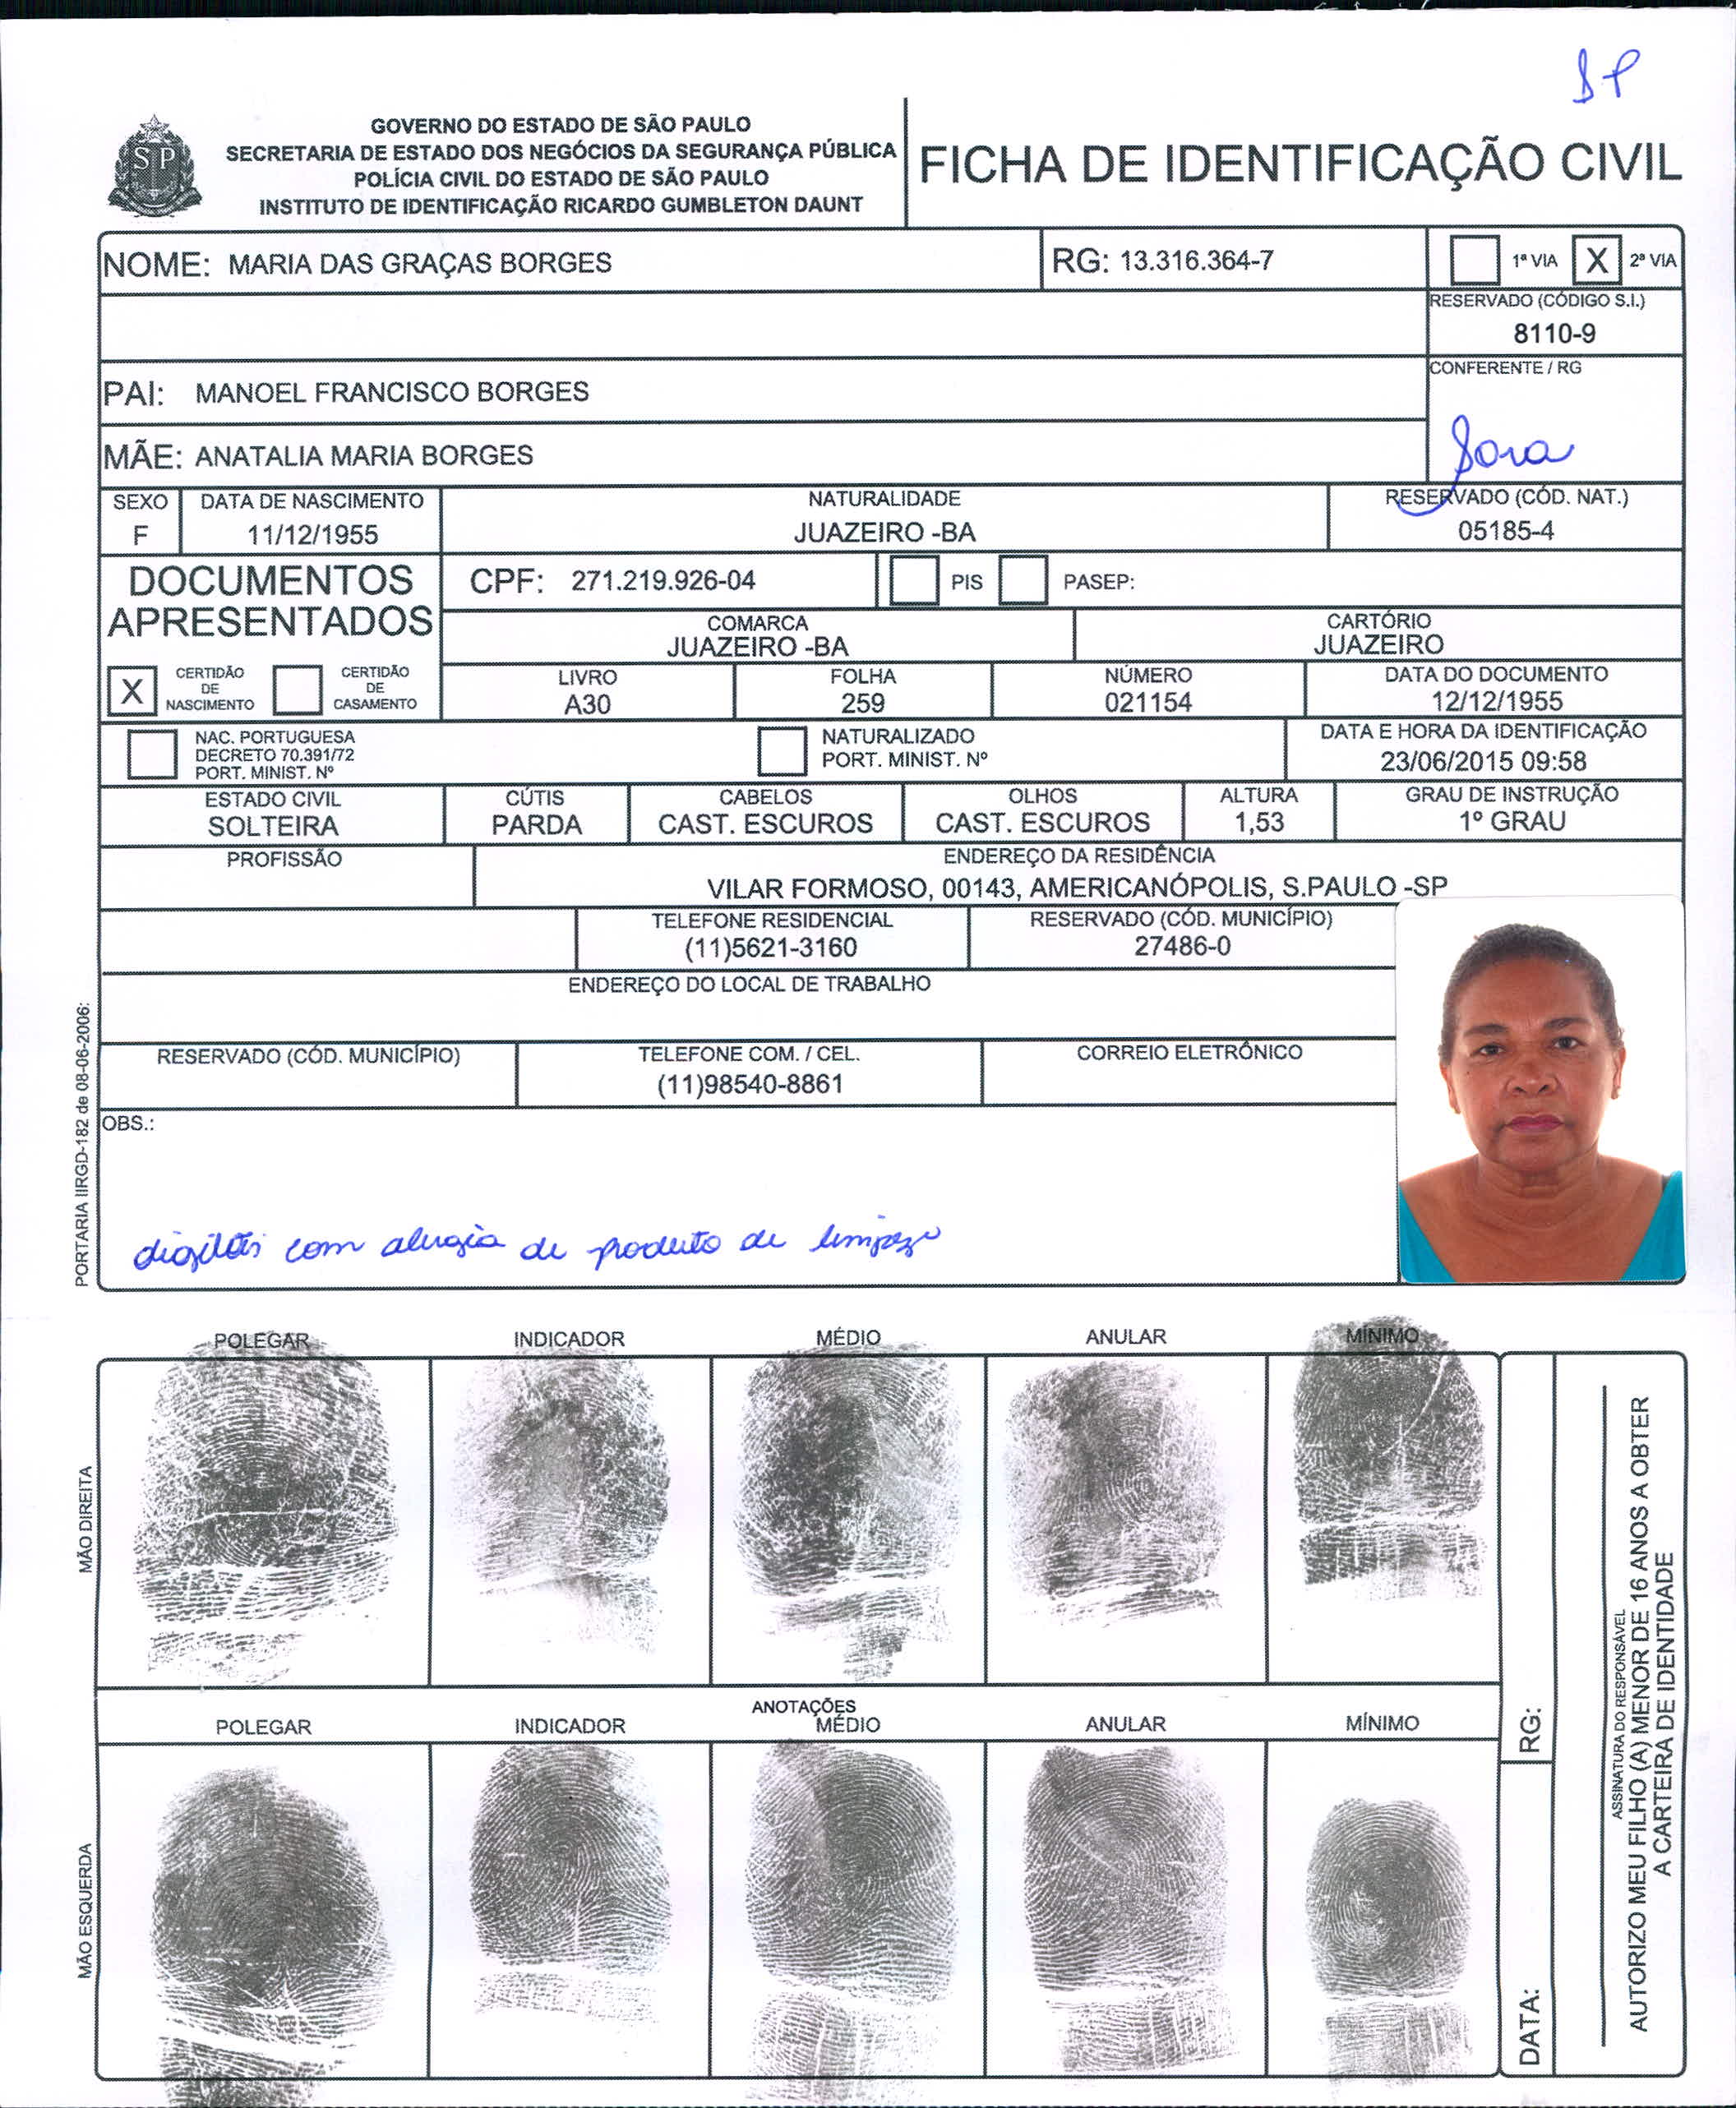 SP
GOVERNO DO ESTADO DE SÃO PAULO
SECRETARIA DE ESTADO DOS NEGÓCIOS DA SEGURANÇA PÚBLICA
POLÍCIA CIVIL DO ESTADO DE SÃO PAULO
INSTITUTO DE IDENTIFICAÇÃO RICARDO GUMBLETON DAUNT
FICHA DE IDENTIFICAÇÃO CIVIL
NOME: MARIA DAS GRAÇAS BORGES
RG: 13.316.364-7
1ª VIA X 2ª VIA
RESERVADO (CÓDIGO S.I.)
8110-9
PAI: MANOEL FRANCISCO BORGES
CONFERENTE / RG
MÃE: ANATALIA MARIA BORGES
SEXO DATA DE NASCIMENTO NATURALIDADE RESERVADO (CÓD. NAT.)
F 11/12/1955 JUAZEIRO -BA 05185-4
DOCUMENTOS
APRESENTADOS
CPF: 271.219.926-04 PIS PASEP:
COMARCA CARTÓRIO
JUAZEIRO -BA JUAZEIRO
X CERTIDÃO
DE
NASCIMENTO
CERTIDÃO
DE
CASAMENTO
LIVRO FOLHA NÚMERO DATA DO DOCUMENTO
A30 259 021154 12/12/1955
NAC. PORTUGUESA
DECRETO 70.391/72
PORT. MINIST. Nº
NATURALIZADO
PORT. MINIST. Nº
DATA E HORA DA IDENTIFICAÇÃO
23/06/2015 09:58
ESTADO CIVIL CÚTIS CABELOS OLHOS ALTURA GRAU DE INSTRUÇÃO
SOLTEIRA PARDA CAST. ESCUROS CAST. ESCUROS 1,53 1º GRAU
PROFISSÃO ENDEREÇO DA RESIDÊNCIA
VILAR FORMOSO, 00143, AMERICANÓPOLIS, S.PAULO -SP
TELEFONE RESIDENCIAL RESERVADO (CÓD. MUNICÍPIO)
(11)5621-3160 27486-0
ENDEREÇO DO LOCAL DE TRABALHO
RESERVADO (CÓD. MUNICÍPIO) TELEFONE COM. / CEL. CORREIO ELETRÔNICO
(11)98540-8861
OBS.:
com alergia de produto de limpeza
PORTARIA IIRGD-182 de 08-06-2006:
POLEGAR INDICADOR MÉDIO ANULAR MÍNIMO
MÃO DIREITA
ANOTAÇÕES
POLEGAR INDICADOR MÉDIO ANULAR MÍNIMO
MÃO ESQUERDA
RG:
DATA:
ASSINATURA DO RESPONSÁVEL
AUTORIZO MEU FILHO (A) MENOR DE 16 ANOS A OBTER
A CARTEIRA DE IDENTIDADE